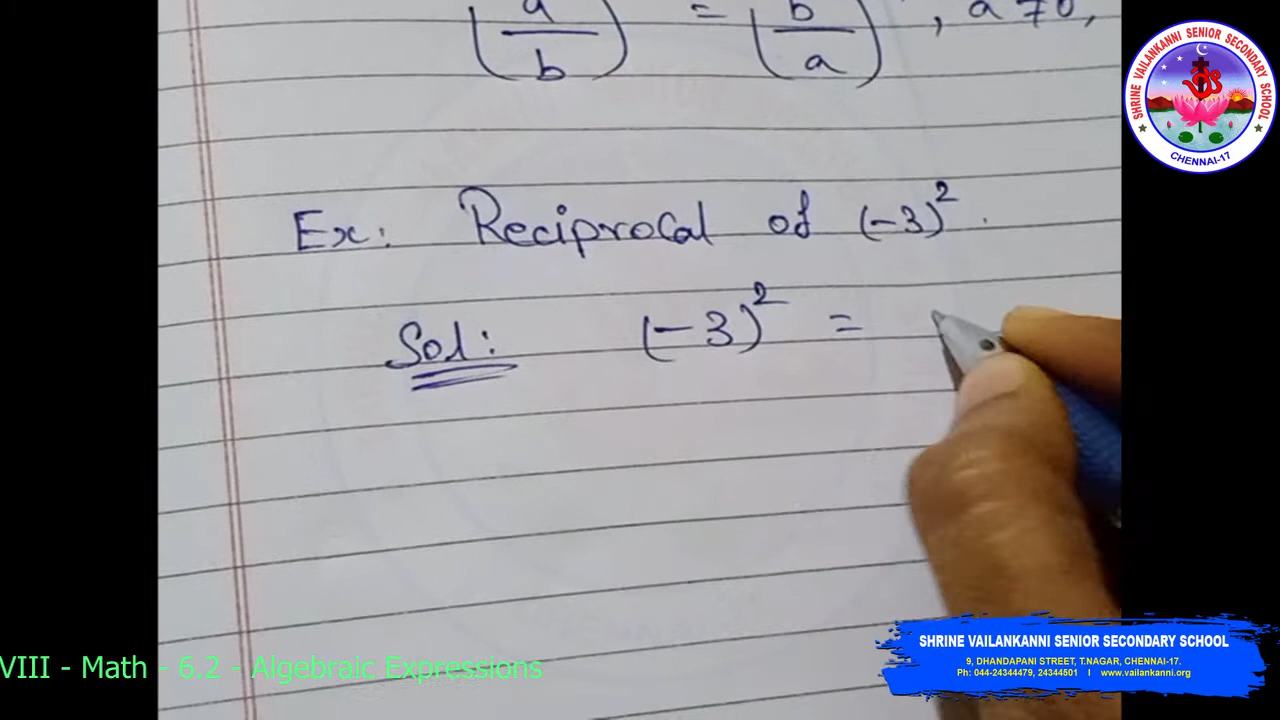 (a/b) = (b/a) , a ≠ 0,
Ex: Reciprocal of (-3)².
Sol: (-3)² =
SHRINE VAILANKANNI SENIOR SECONDARY SCHOOL
CHENNAI-17
VIII - Math - 6.2 - Algebraic Expressions
SHRINE VAILANKANNI SENIOR SECONDARY SCHOOL
9, DHANDAPANI STREET, T.NAGAR, CHENNAI-17.
Ph: 044-24344479, 24344501 I www.vailankanni.org